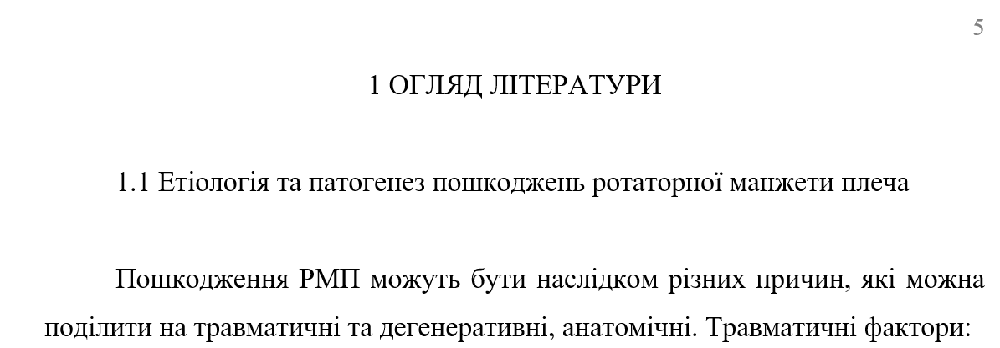 5
1 ОГЛЯД ЛІТЕРАТУРИ
1.1 Етіологія та патогенез пошкоджень ротаторної манжети плеча
Пошкодження РМП можуть бути наслідком різних причин, які можна
поділити на травматичні та дегенеративні, анатомічні. Травматичні фактори: